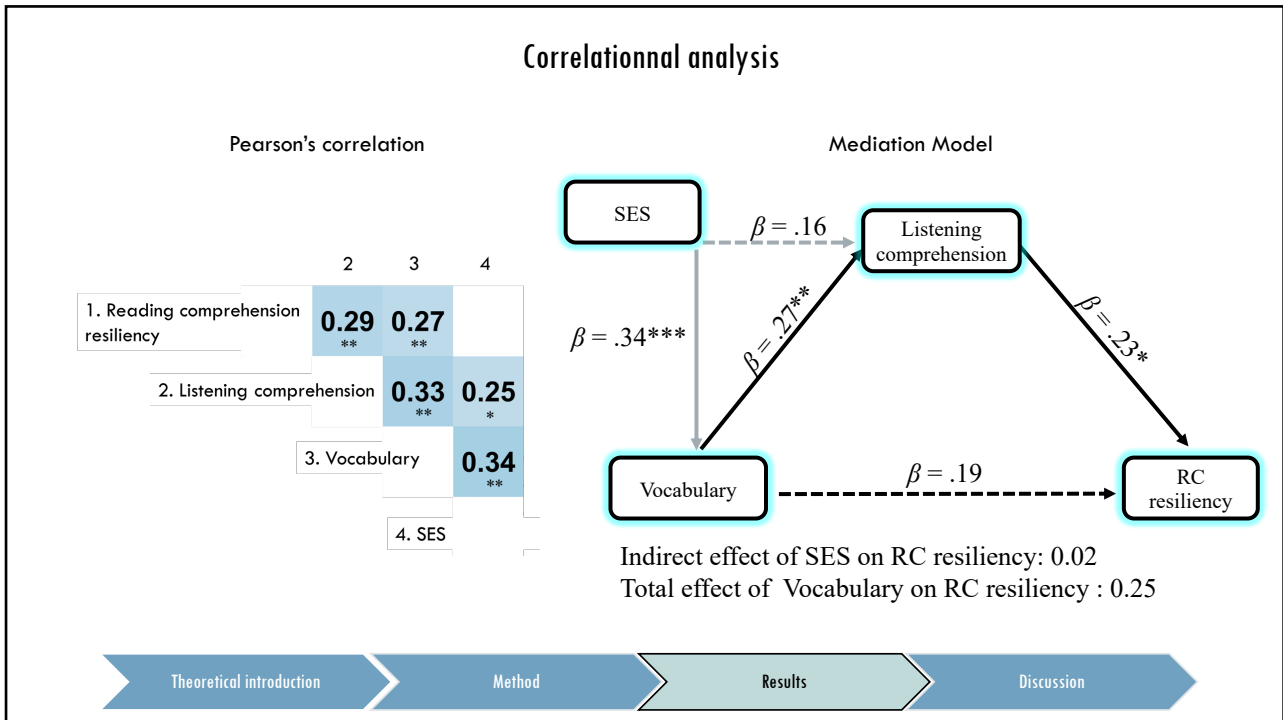 Correlationnal analysis
Pearson's correlation
2 3 4
1. Reading comprehension
resiliency
0.29 0.27
** **
2. Listening comprehension
0.33 0.25
** *
3. Vocabulary
0.34
**
4. SES
Mediation Model
SES
β = .16
Listening
comprehension
β = .34***
β = .27**
β = .23*
Vocabulary
β = .19
RC
resiliency
Indirect effect of SES on RC resiliency: 0.02
Total effect of Vocabulary on RC resiliency : 0.25
Theoretical introduction
Method
Results
Discussion